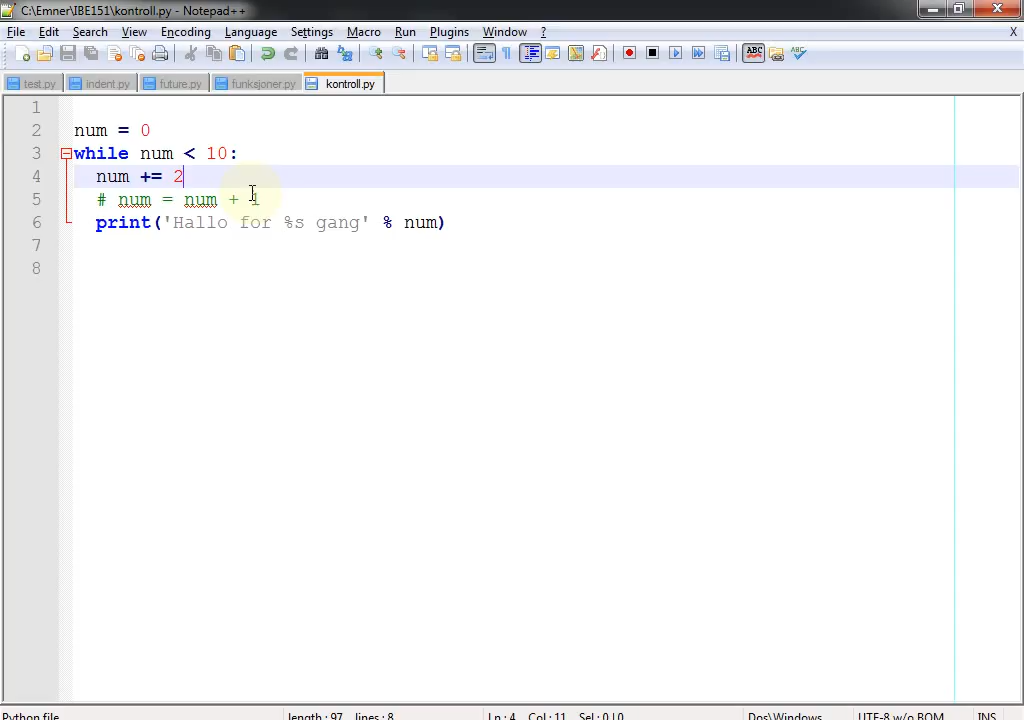 C:\Emner\IBE151\kontroll.py - Notepad++
File Edit Search View Encoding Language Settings Macro Run Plugins Window ? X
test.py indent.py future.py funksjoner.py kontroll.py
1
2 num = 0
3 while num < 10:
4 num += 2
5 # num = num + 1
6 print('Hallo for %s gang' % num)
7
8
Python file length : 97 lines : 8 Ln : 4 Col : 11 Sel : 0 | 0 Dos\Windows UTF-8 w/o BOM INS